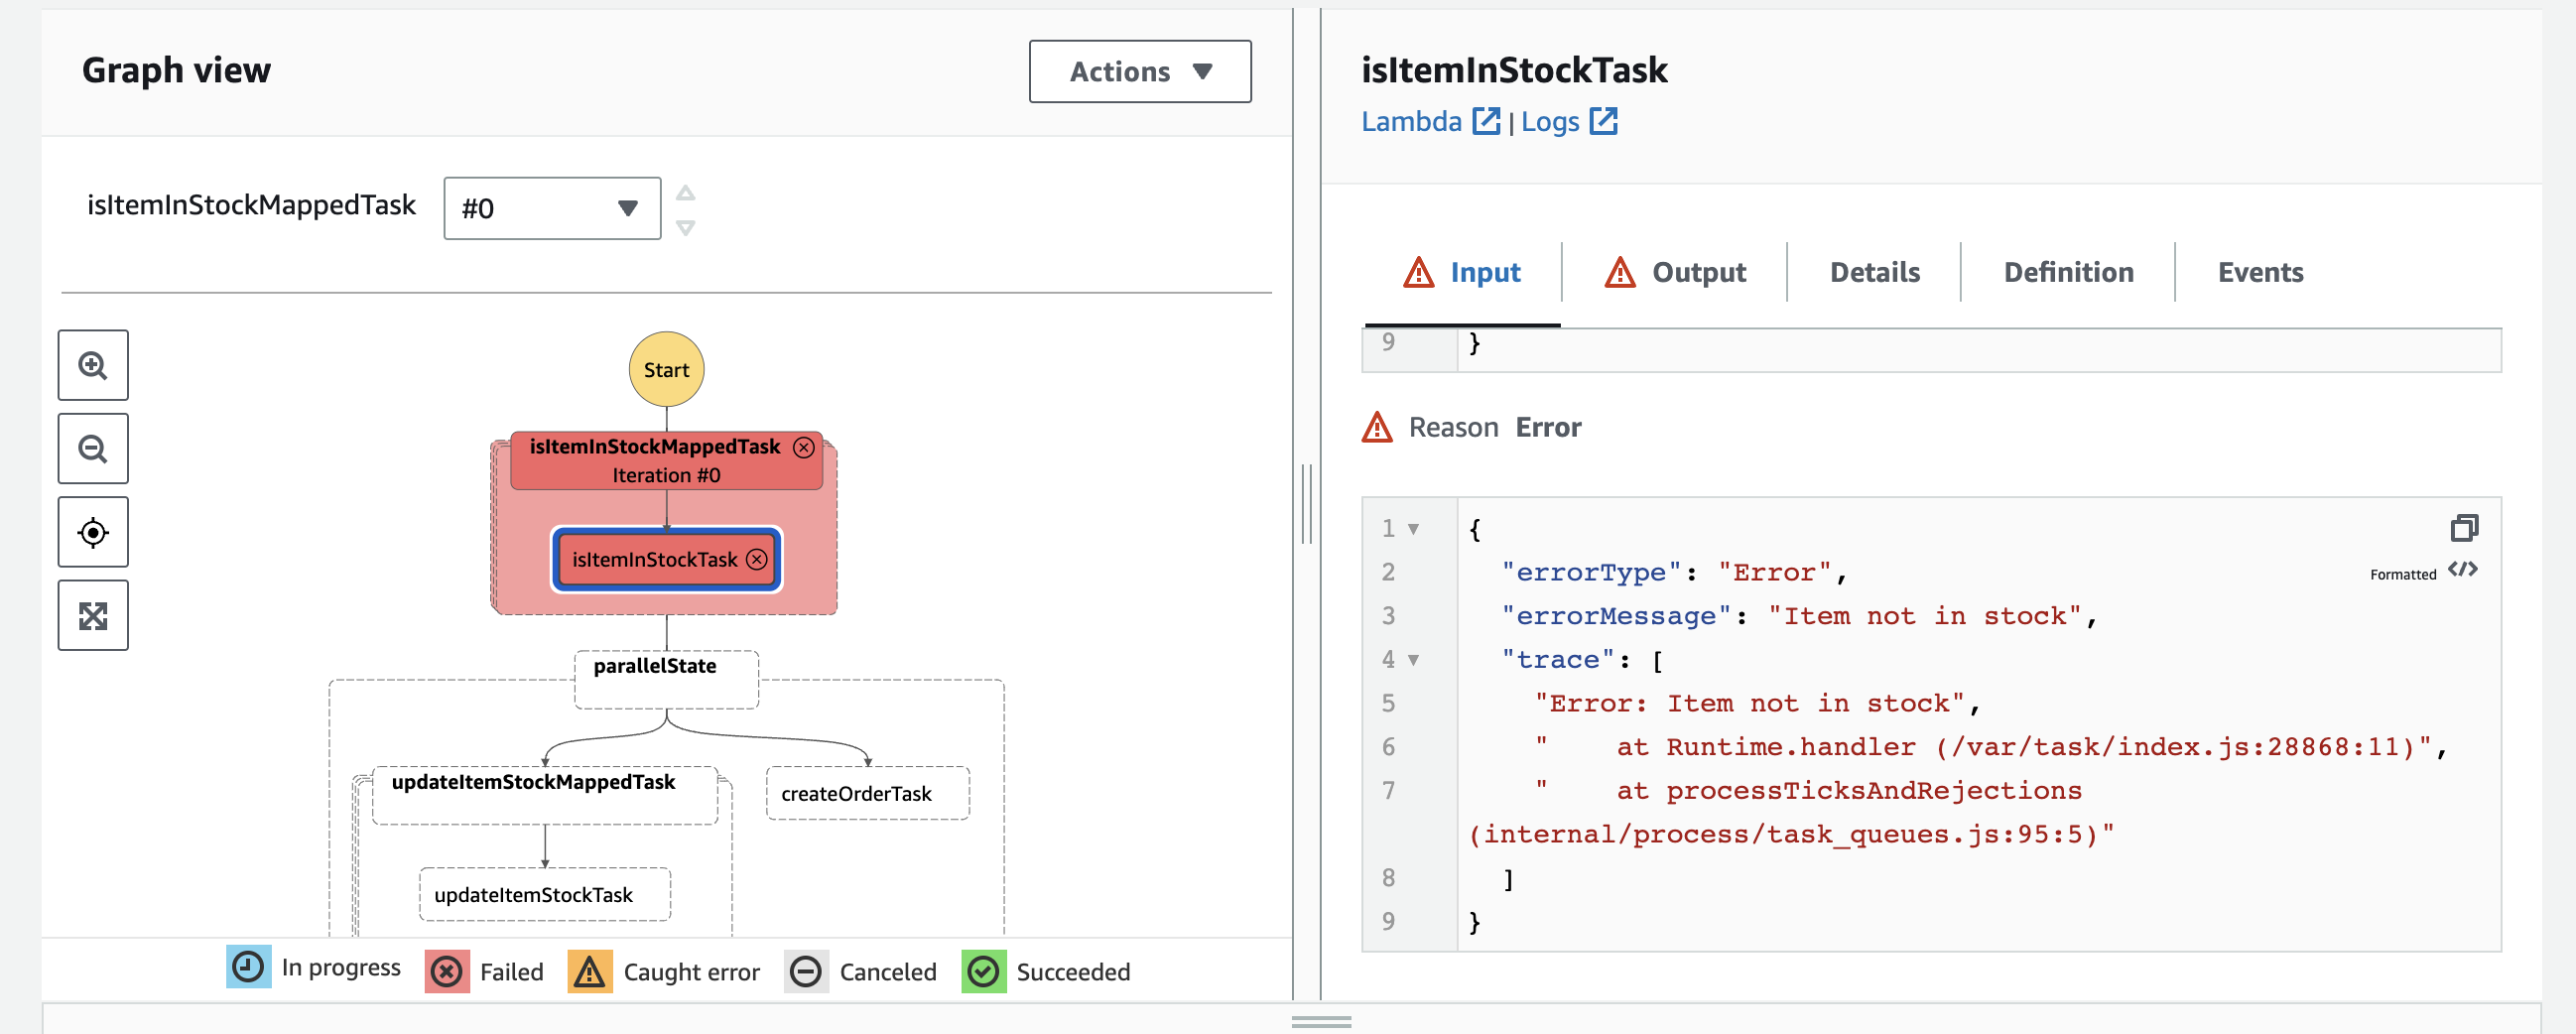 Graph view
Actions
isItemInStockMappedTask
#0
Start
isItemInStockMappedTask
Iteration #0
isItemInStockTask
parallelState
updateItemStockMappedTask
createOrderTask
updateItemStockTask
In progress
Failed
Caught error
Canceled
Succeeded
isItemInStockTask
Lambda | Logs
Input
Output
Details
Definition
Events
9 }
Reason Error
Formatted
1 {
2 "errorType": "Error",
3 "errorMessage": "Item not in stock",
4 "trace": [
5 "Error: Item not in stock",
6 "    at Runtime.handler (/var/task/index.js:28868:11)",
7 "    at processTicksAndRejections
(internal/process/task_queues.js:95:5)"
8 ]
9 }